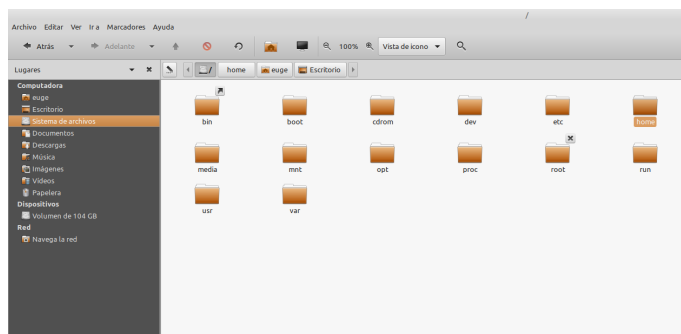 /
Archivo Editar Ver Ir a Marcadores Ayuda
Atrás Adelante 100% Vista de icono
Lugares / home euge Escritorio
Computadora
euge
Escritorio
Sistema de archivos
Documentos
Descargas
Música
Imágenes
Vídeos
Papelera
Dispositivos
Volumen de 104 GB
Red
Navega la red
bin boot cdrom dev etc home
media mnt opt proc root run
usr var